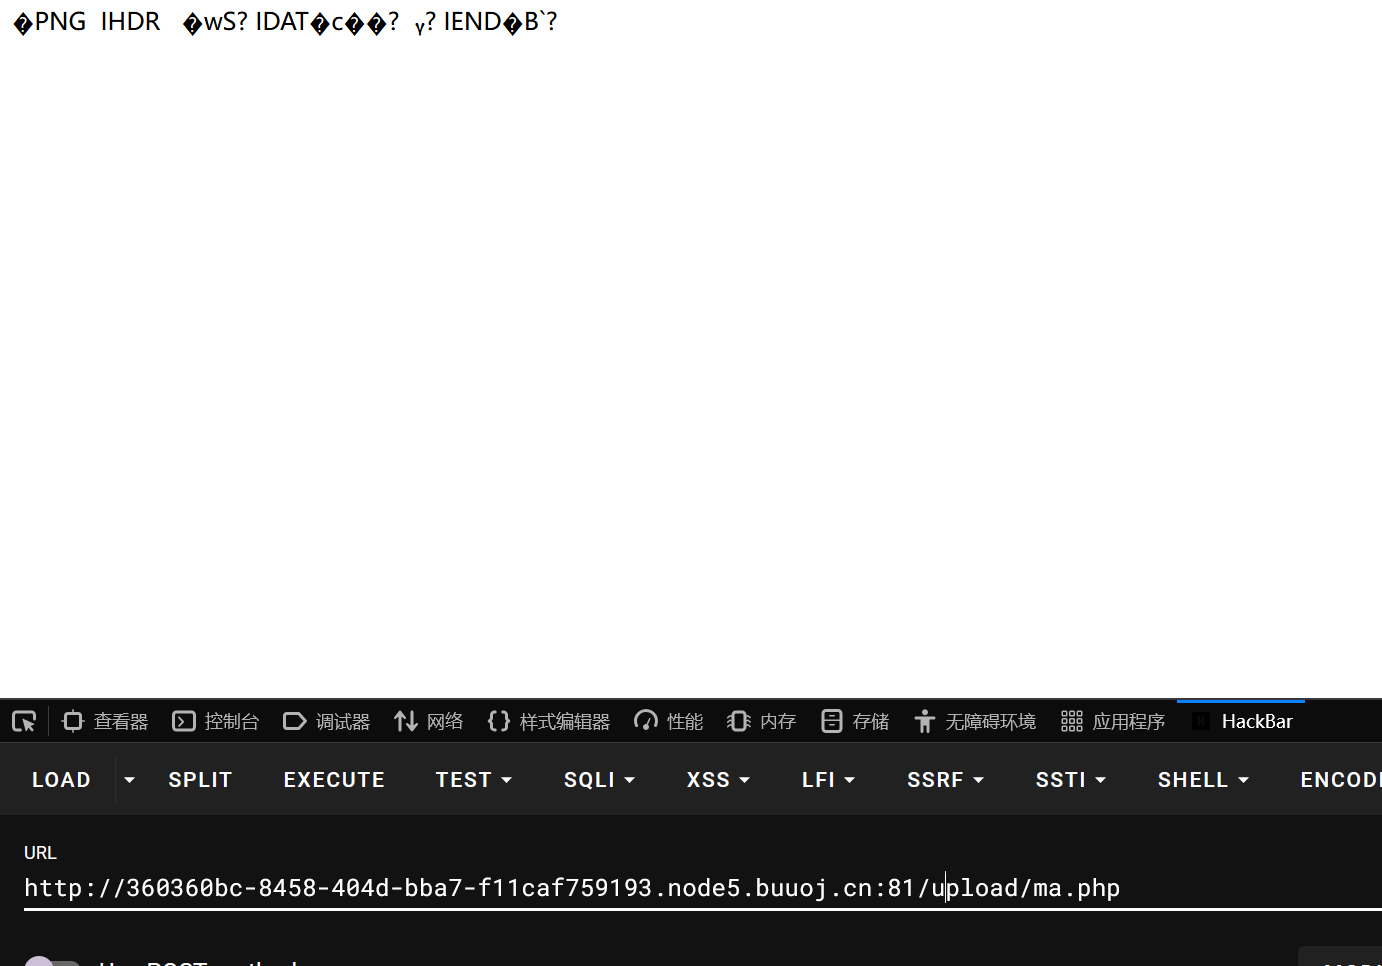 �PNG IHDR �wS? IDAT�c��? γ? IEND�B`?
查看器 控制台 调试器 网络 {} 样式编辑器 性能 内存 存储 无障碍环境 应用程序 HackBar
LOAD SPLIT EXECUTE TEST SQLI XSS LFI SSRF SSTI SHELL
URL
http://360360bc-8458-404d-bba7-f11caf759193.node5.buuoj.cn:81/upload/ma.php